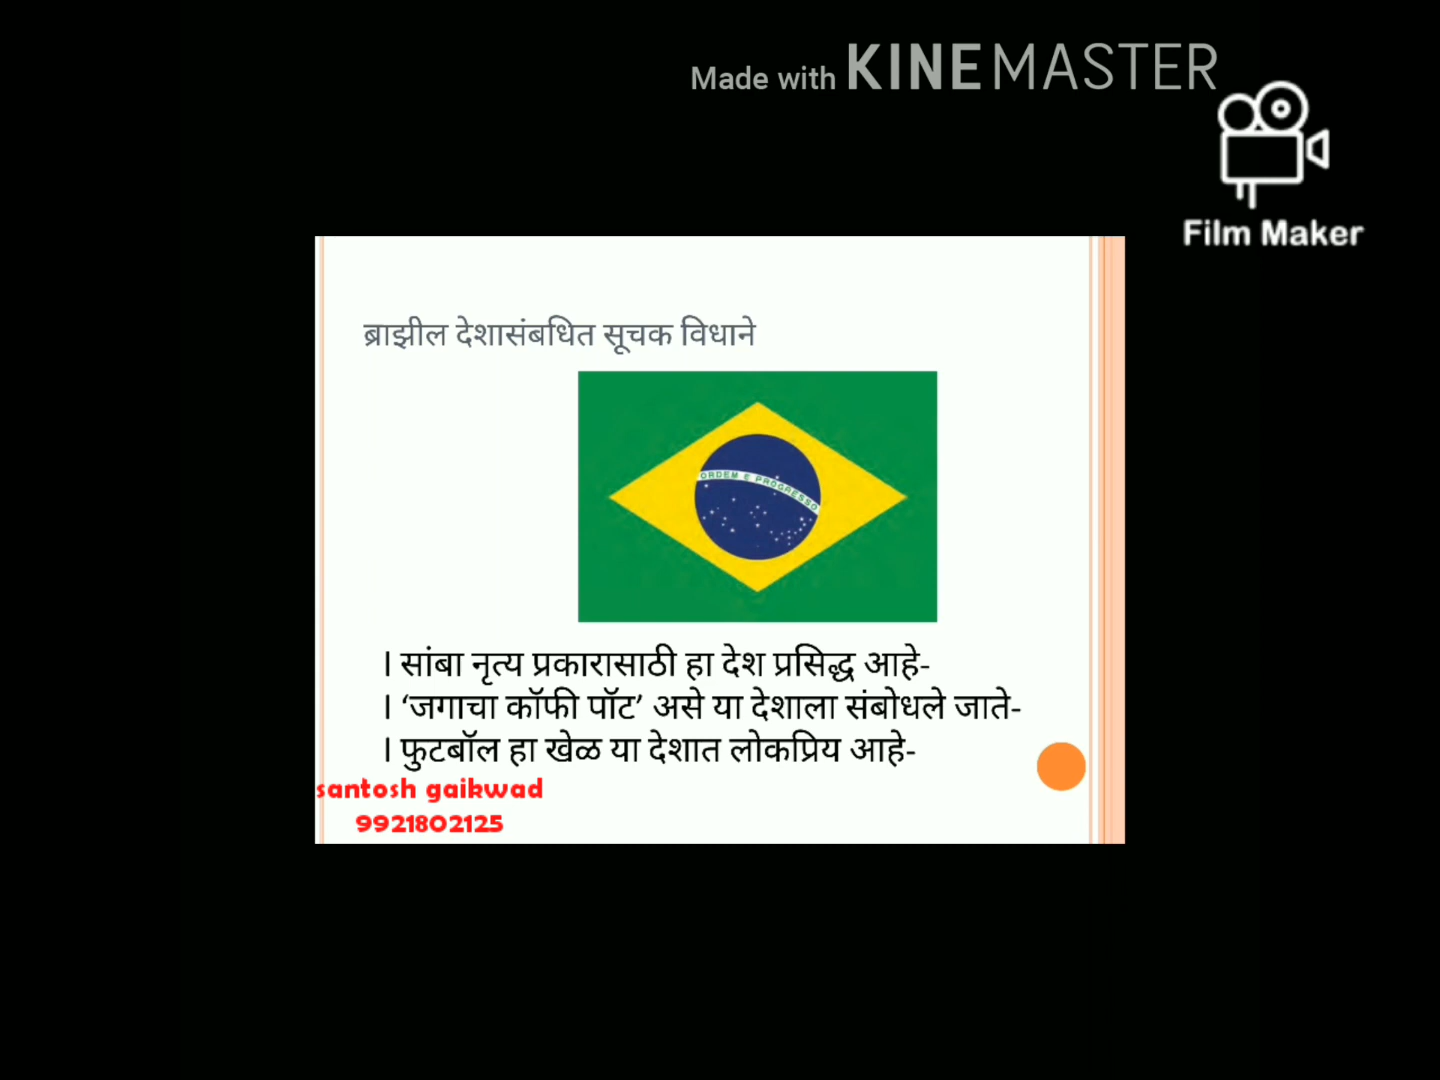 Made with KINEMASTER
Film Maker
ब्राझील देशासंबधित सूचक विधाने
ORDEM E PROGRESSO
। सांबा नृत्य प्रकारासाठी हा देश प्रसिद्ध आहे-
। ‘जगाचा कॉफी पॉट’ असे या देशाला संबोधले जाते-
। फुटबॉल हा खेळ या देशात लोकप्रिय आहे-
santosh gaikwad
9921802125